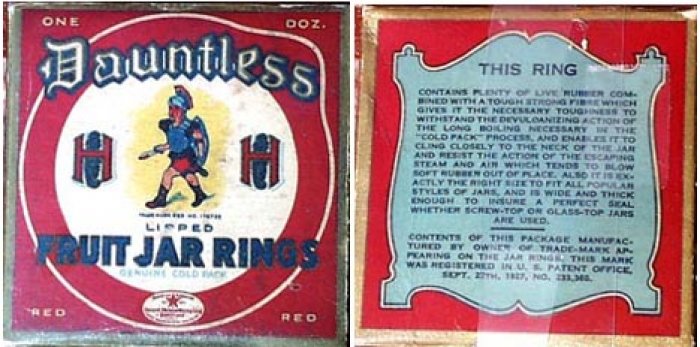 ONE DOZ.
Dauntless
H H
TRADE MARK REG. NO.
LIPPED
FRUIT JAR RINGS
GENUINE COLD PACK
RED RED
THIS RING
CONTAINS PLENTY OF LIVE RUBBER COM-
BINED WITH A TOUGH STRONG FIBRE WHICH
GIVES IT THE NECESSARY TOUGHNESS TO
WITHSTAND THE DEVULCANIZING ACTION OF
THE LONG BOILING NECESSARY IN THE
"COLD PACK" PROCESS, AND ENABLES IT TO
CLING CLOSELY TO THE NECK OF THE JAR
AND RESIST THE ACTION OF THE ESCAPING
STEAM AND AIR WHICH TENDS TO BLOW
SOFT RUBBER OUT OF PLACE. ALSO IT IS EX-
ACTLY THE RIGHT SIZE TO FIT ALL POPULAR
STYLES OF JARS, AND IS WIDE AND THICK
ENOUGH TO INSURE A PERFECT SEAL
WHETHER SCREW-TOP OR GLASS-TOP JARS
ARE USED.
CONTENTS OF THIS PACKAGE MANUFAC-
TURED BY OWNER OF TRADE-MARK AP-
PEARING ON THE JAR RINGS. THIS MARK
WAS REGISTERED IN U. S. PATENT OFFICE,
SEPT. 27TH, 1927, NO. 233,360.